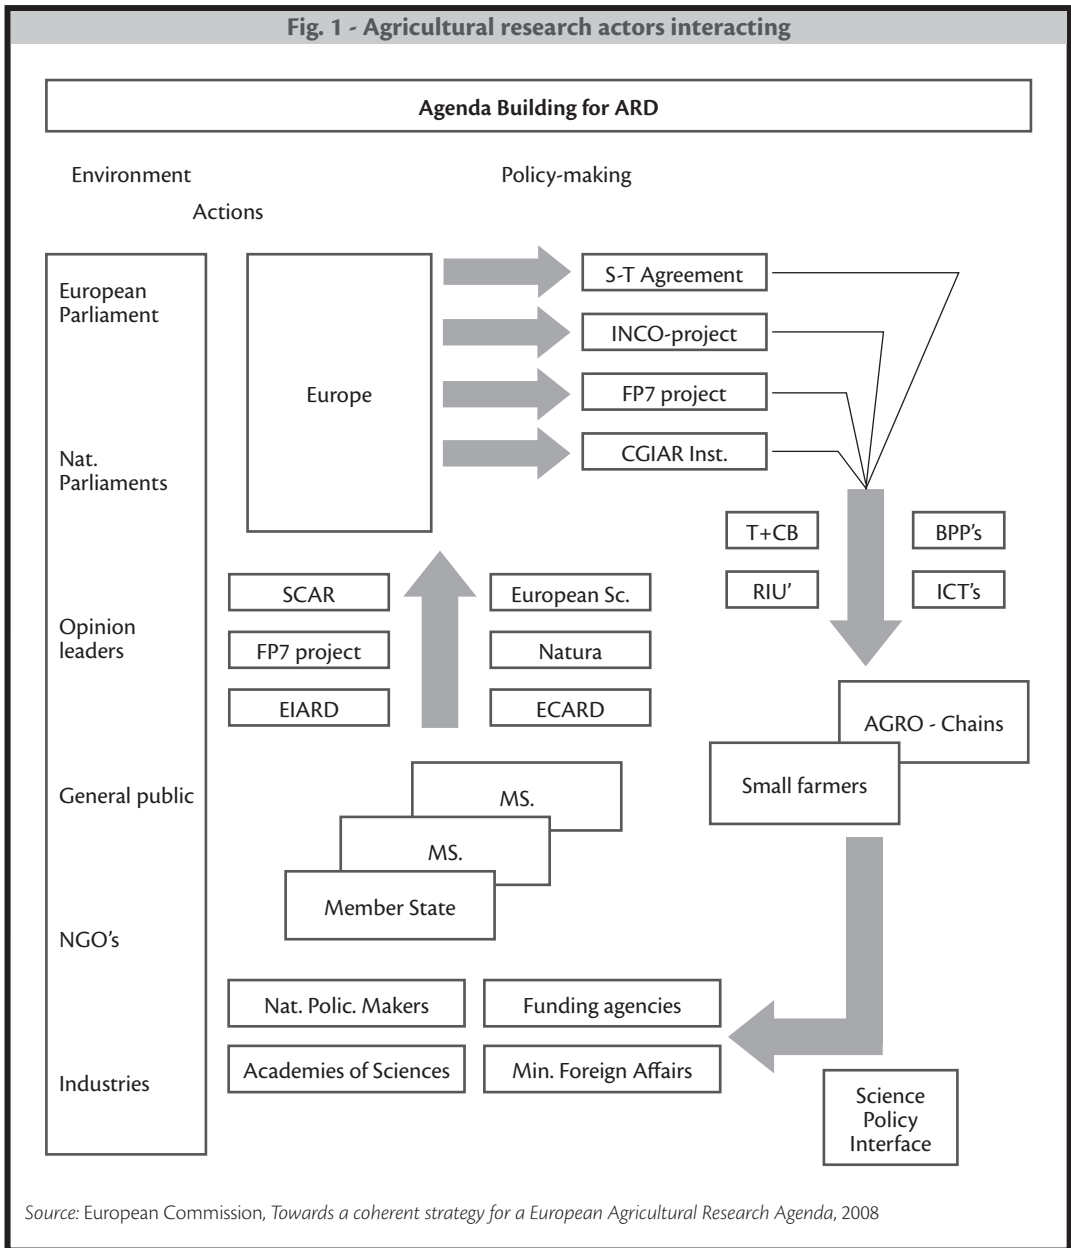 Fig. 1 - Agricultural research actors interacting
Agenda Building for ARD
Environment
Policy-making
Actions
European
Parliament
Nat.
Parliaments
Opinion
leaders
General public
NGO's
Industries
Europe
S-T Agreement
INCO-project
FP7 project
CGIAR Inst.
T+CB
BPP's
RIU'
ICT's
SCAR
European Sc.
FP7 project
Natura
EIARD
ECARD
AGRO - Chains
Small farmers
MS.
MS.
Member State
Nat. Polic. Makers
Funding agencies
Academies of Sciences
Min. Foreign Affairs
Science
Policy
Interface
Source: European Commission, Towards a coherent strategy for a European Agricultural Research Agenda, 2008